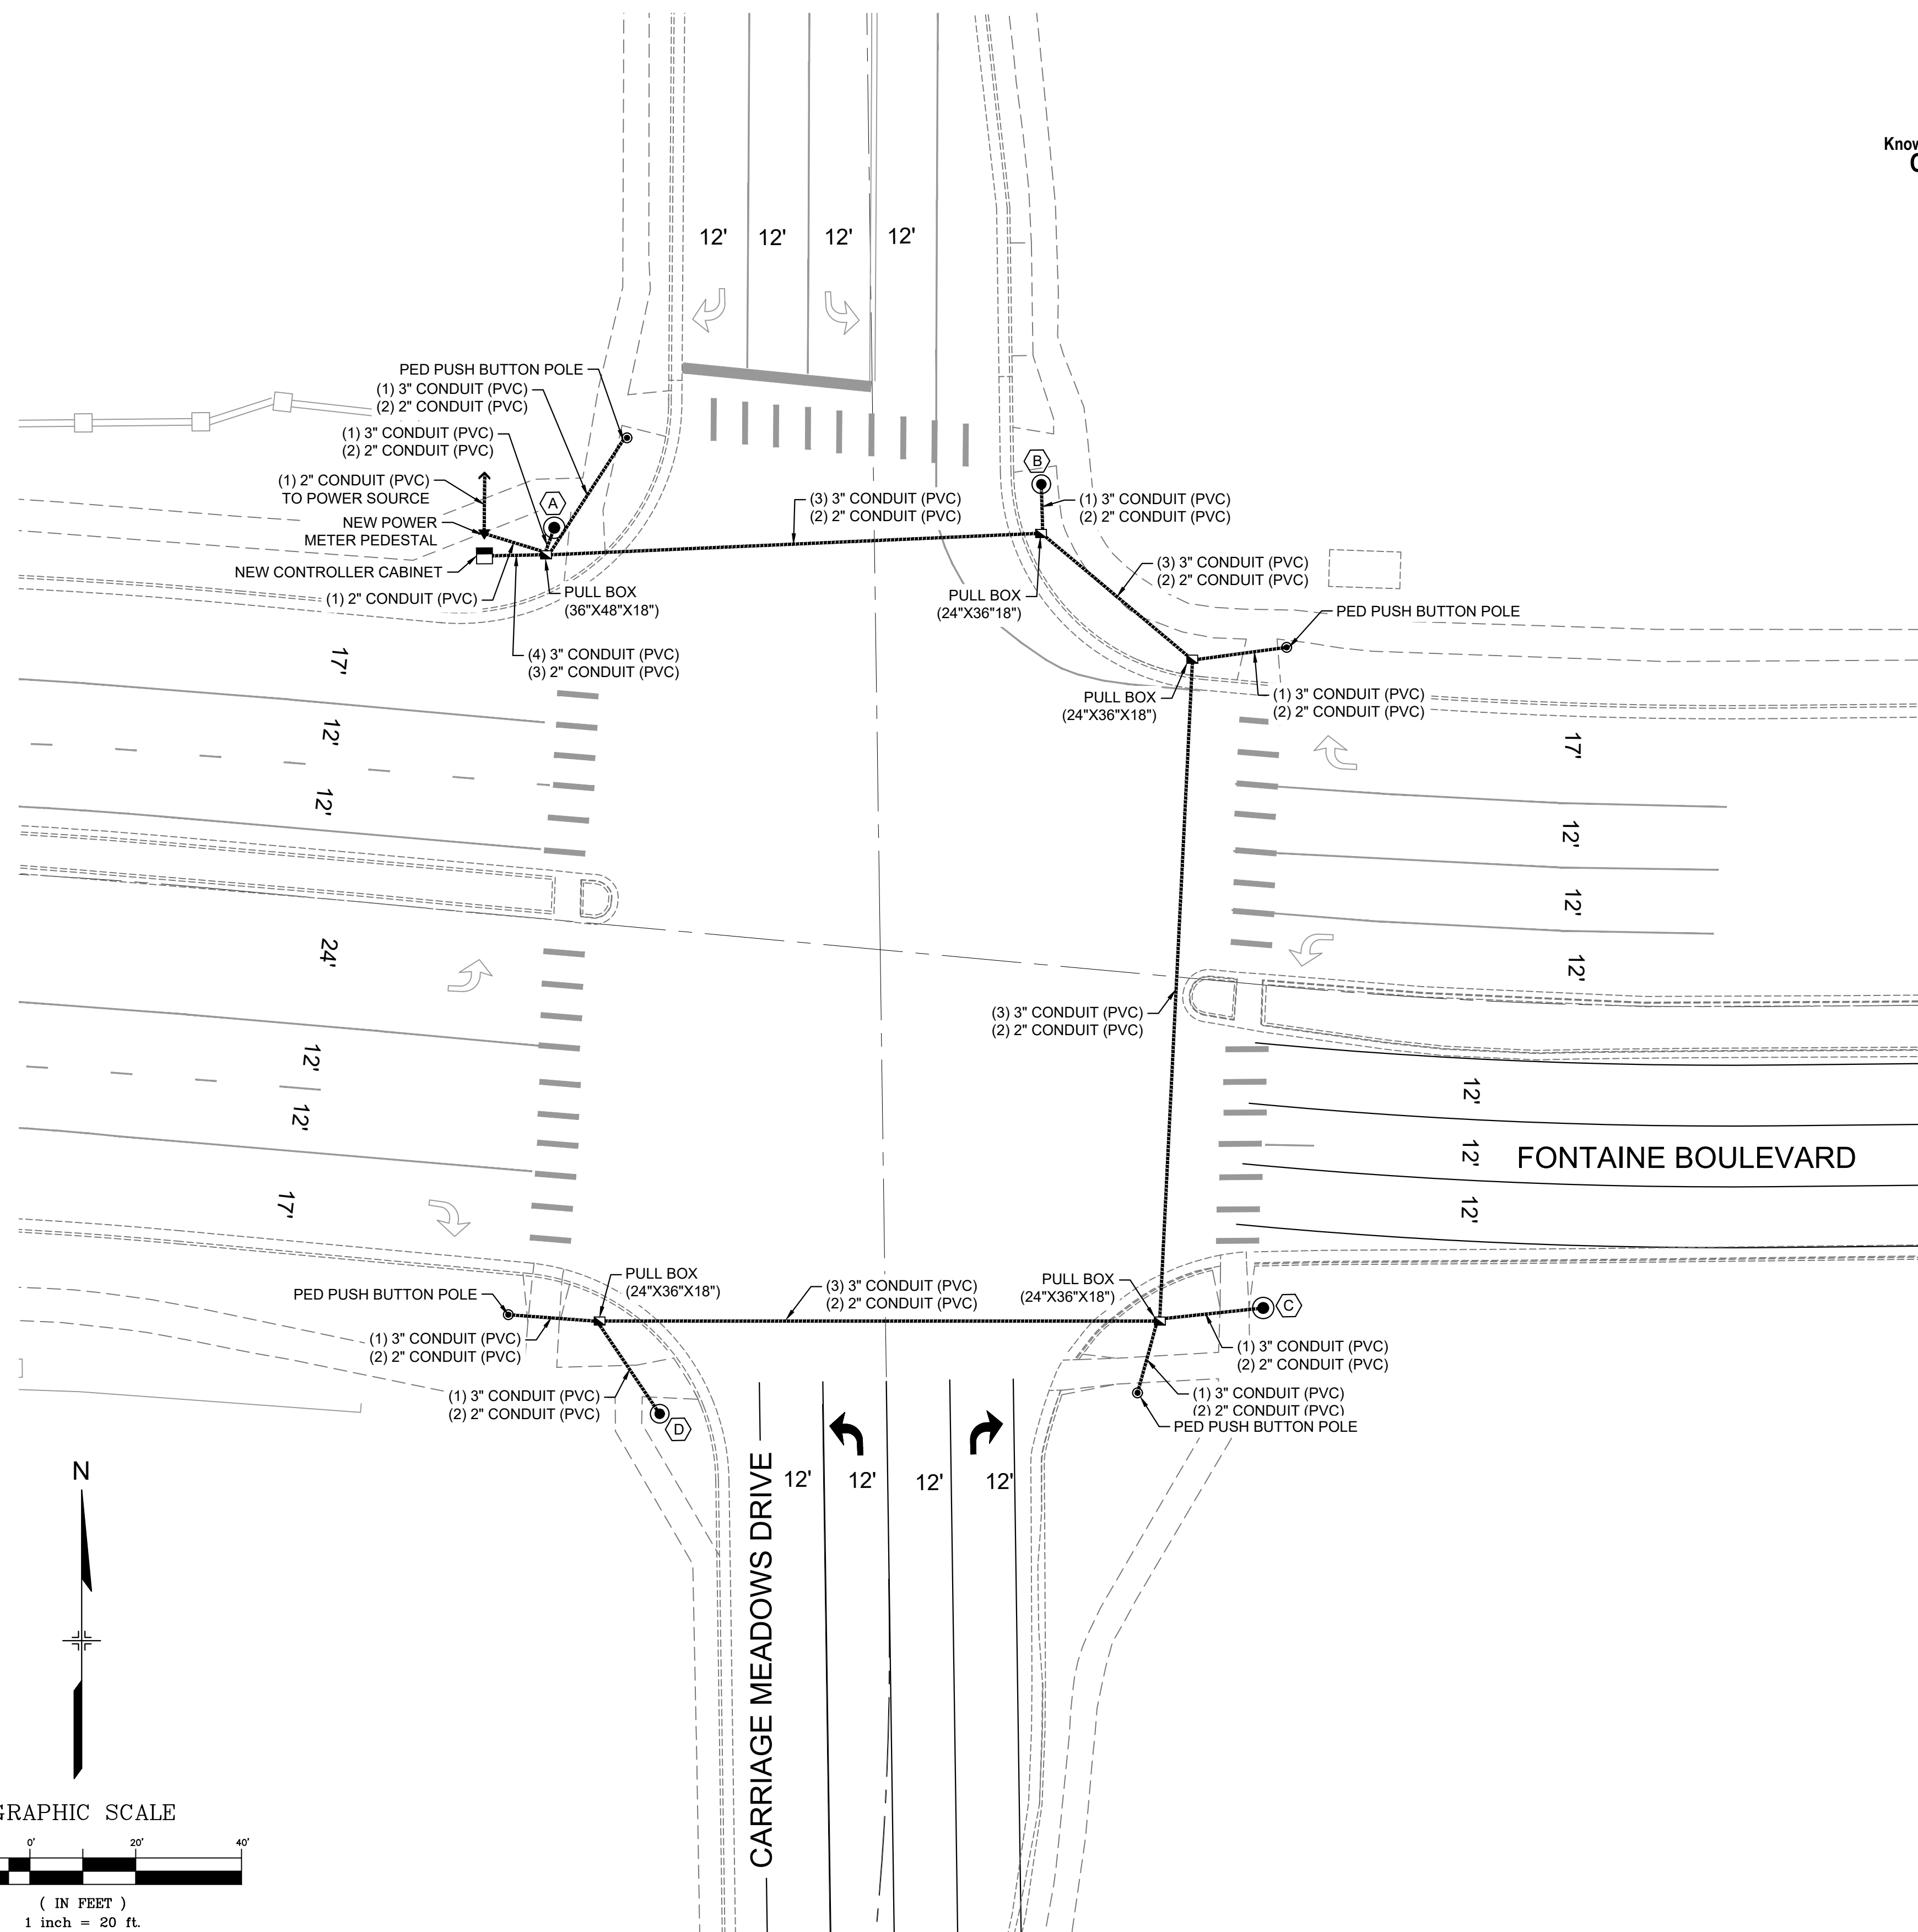 Know
12' 12' 12' 12'
PED PUSH BUTTON POLE
(1) 3" CONDUIT (PVC)
(2) 2" CONDUIT (PVC)
(1) 3" CONDUIT (PVC)
(2) 2" CONDUIT (PVC)
(1) 2" CONDUIT (PVC)
TO POWER SOURCE
NEW POWER
METER PEDESTAL
NEW CONTROLLER CABINET
(1) 2" CONDUIT (PVC)
A
PULL BOX
(36"X48"X18")
(4) 3" CONDUIT (PVC)
(3) 2" CONDUIT (PVC)
(3) 3" CONDUIT (PVC)
(2) 2" CONDUIT (PVC)
B
(1) 3" CONDUIT (PVC)
(2) 2" CONDUIT (PVC)
PULL BOX
(24"X36"18")
(3) 3" CONDUIT (PVC)
(2) 2" CONDUIT (PVC)
PED PUSH BUTTON POLE
PULL BOX
(24"X36"X18")
(1) 3" CONDUIT (PVC)
(2) 2" CONDUIT (PVC)
17'
12'
12'
24'
12'
12'
17'
17'
12'
12'
12'
(3) 3" CONDUIT (PVC)
(2) 2" CONDUIT (PVC)
12'
12'
12'
FONTAINE BOULEVARD
PULL BOX
(24"X36"X18")
PED PUSH BUTTON POLE
(1) 3" CONDUIT (PVC)
(2) 2" CONDUIT (PVC)
(1) 3" CONDUIT (PVC)
(2) 2" CONDUIT (PVC)
D
(3) 3" CONDUIT (PVC)
(2) 2" CONDUIT (PVC)
PULL BOX
(24"X36"X18")
C
(1) 3" CONDUIT (PVC)
(2) 2" CONDUIT (PVC)
(1) 3" CONDUIT (PVC)
(2) 2" CONDUIT (PVC)
PED PUSH BUTTON POLE
12' 12' 12' 12'
CARRIAGE MEADOWS DRIVE
N
GRAPHIC SCALE
0' 20' 40'
( IN FEET )
1 inch = 20 ft.